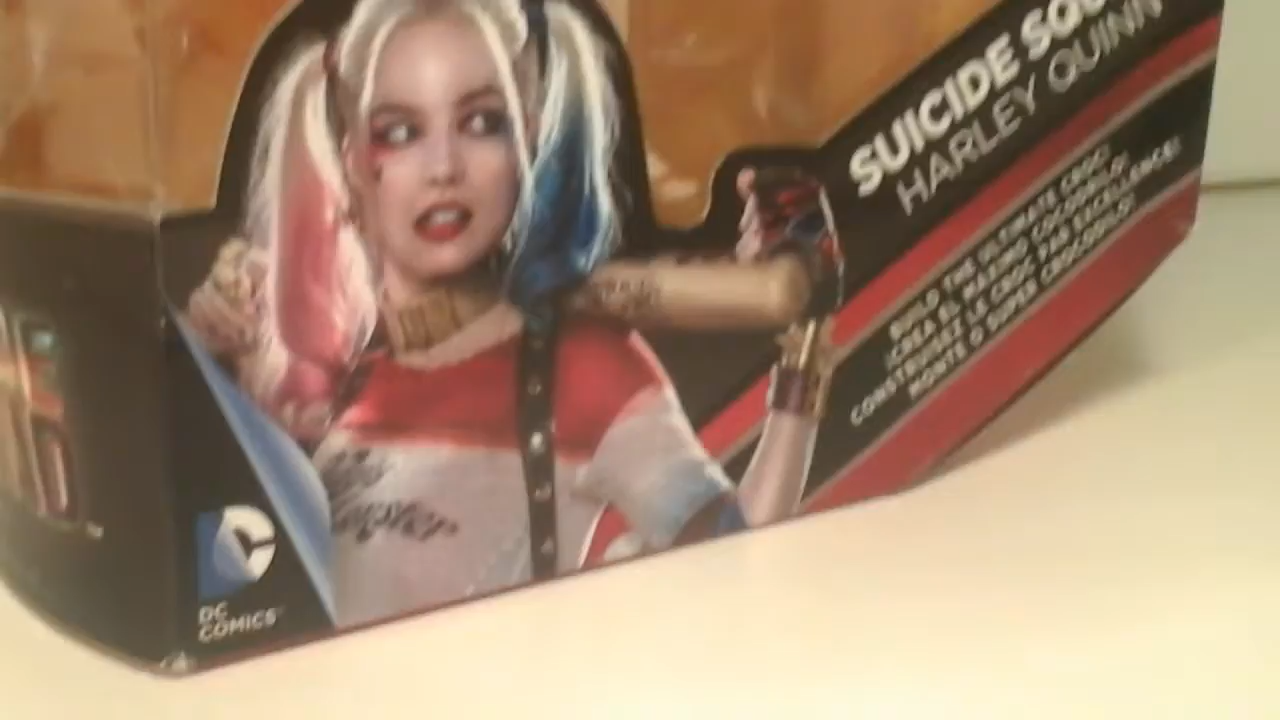 SUICIDE SQU
HARLEY QUINN
BUILD THE ULTIMATE CROC!
¡CREA EL MÁXIMO COCODRILO!
CONSTRUISEZ LE CROC PAR EXCELLENCE!
MONTE O SUPER CROCODILO!
DC
COMICS™